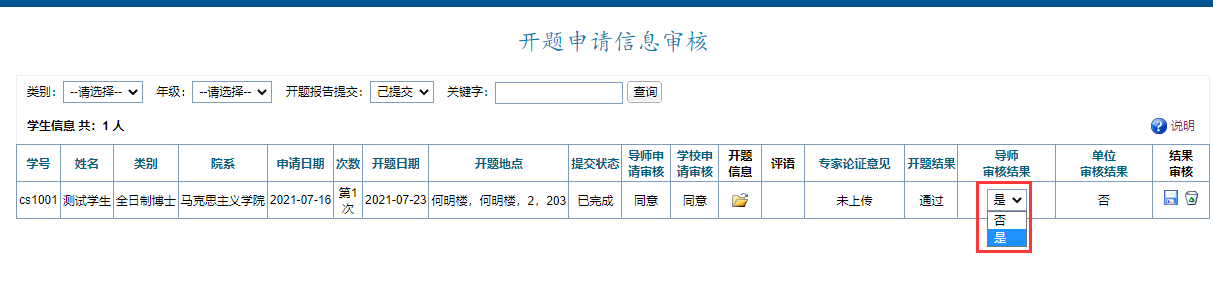 开题申请信息审核
类别: --请选择-- 年级: --请选择-- 开题报告提交: 已提交 关键字: 查询
学生信息 共: 1 人
? 说明
学号 姓名 类别 院系 申请日期 次数 开题日期 开题地点 提交状态 导师申请审核 学校申请审核 开题信息 评语 专家论证意见 开题结果 导师审核结果 单位审核结果 结果审核
cs1001 测试学生 全日制博士 马克思主义学院 2021-07-16 第1次 2021-07-23 何明楼，何明楼，2，203 已完成 同意 同意 未上传 通过 是 否
否
是